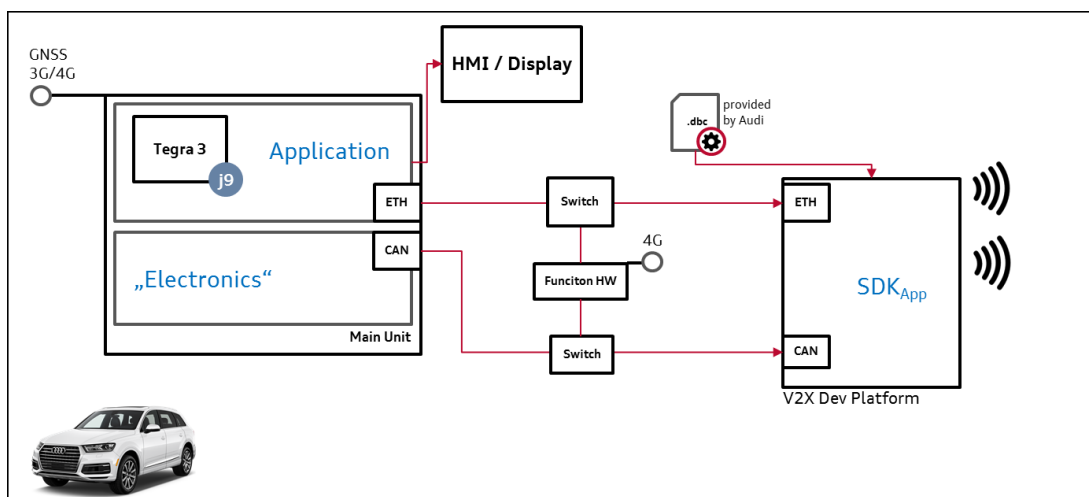 GNSS
3G/4G
HMI / Display
Tegra 3
j9
Application
ETH
CAN
„Electronics“
Main Unit
Switch
4G
Funciton HW
Switch
.dbc
provided
by Audi
ETH
SDKApp
CAN
V2X Dev Platform